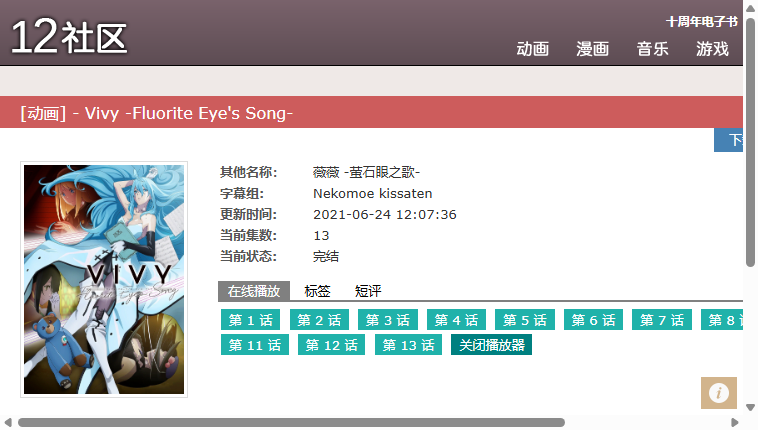 12社区
十周年电子书
动画 漫画 音乐 游戏
[动画] - Vivy -Fluorite Eye's Song-
其他名称: 薇薇 -萤石眼之歌-
字幕组: Nekomoe kissaten
更新时间: 2021-06-24 12:07:36
当前集数: 13
当前状态: 完结
VIVY
Fluorite Eye's Song
在线播放 标签 短评
第 1 话 第 2 话 第 3 话 第 4 话 第 5 话 第 6 话 第 7 话 第 8
第 11 话 第 12 话 第 13 话 关闭播放器